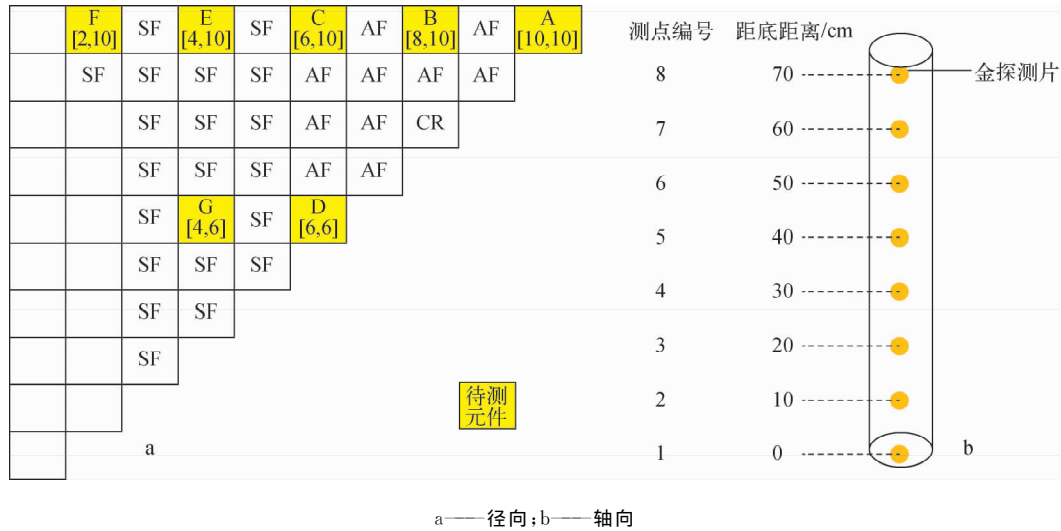 F SF E SF C AF B AF A
[2,10] [4,10] [6,10] [8,10] [10,10]
SF SF SF SF AF AF AF AF
SF SF SF AF AF CR
SF SF SF AF AF
SF G SF D
[4,6] [6,6]
SF SF SF
SF SF
SF
待测
元件
a
测点编号 距底距离/cm
8 70
金探测片
7 60
6 50
5 40
4 30
3 20
2 10
1 0
b
a——径向;b——轴向